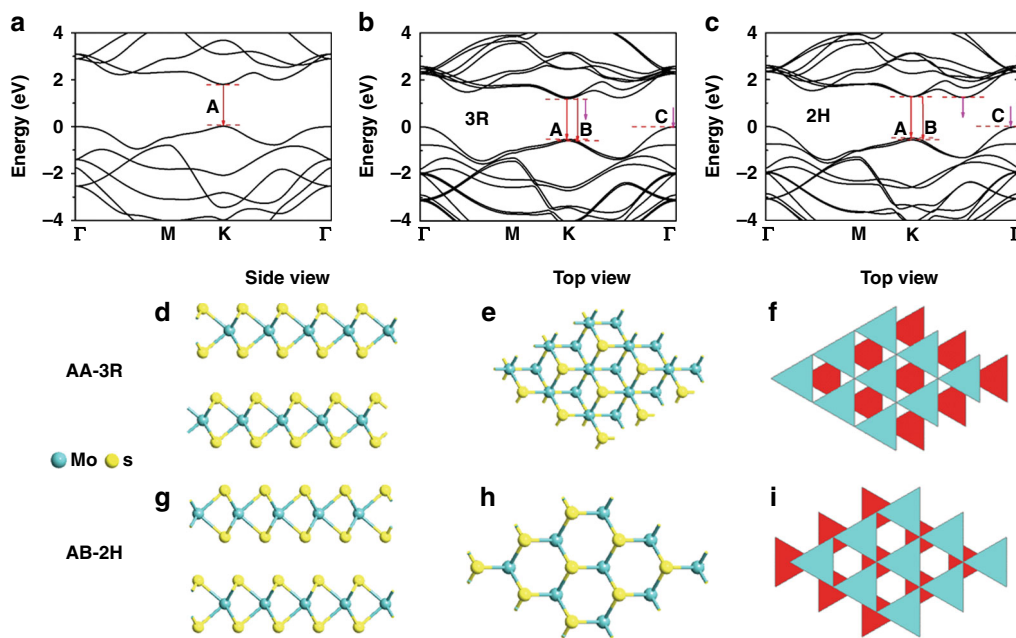 a
b
c
4
2
0
−2
−4
Energy (eV)
A
Γ
M
K
Γ
4
2
0
−2
−4
Energy (eV)
3R
A
B
C
Γ
M
K
Γ
4
2
0
−2
−4
Energy (eV)
2H
A
B
C
Γ
M
K
Side view
Top view
Top view
d
e
f
AA-3R
Mo s
g
h
i
AB-2H